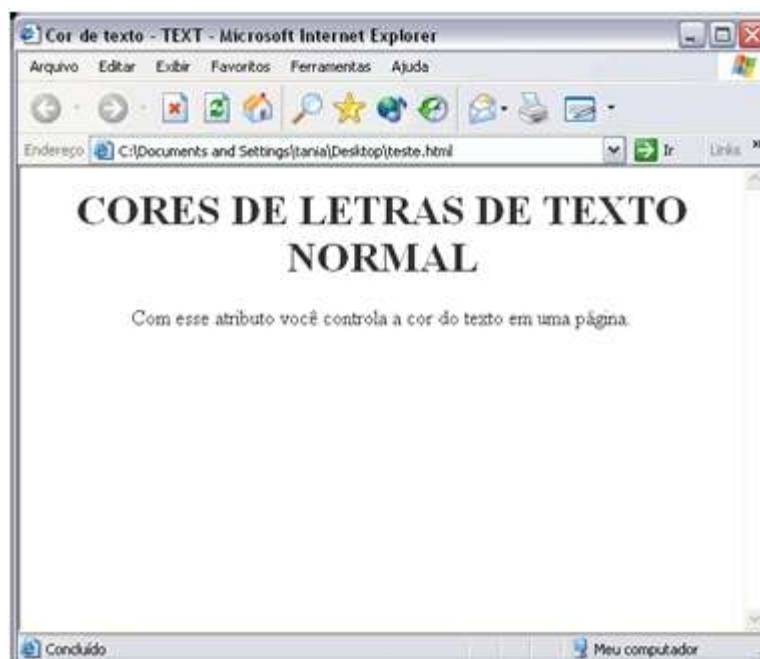 Cor de texto - TEXT - Microsoft Internet Explorer
Arquivo Editar Exibir Favoritos Ferramentas Ajuda
Endereço C:\Documents and Settings\tania\Desktop\teste.html Ir Links »
CORES DE LETRAS DE TEXTO
NORMAL
Com esse atributo você controla a cor do texto em uma página.
Concluído Meu computador